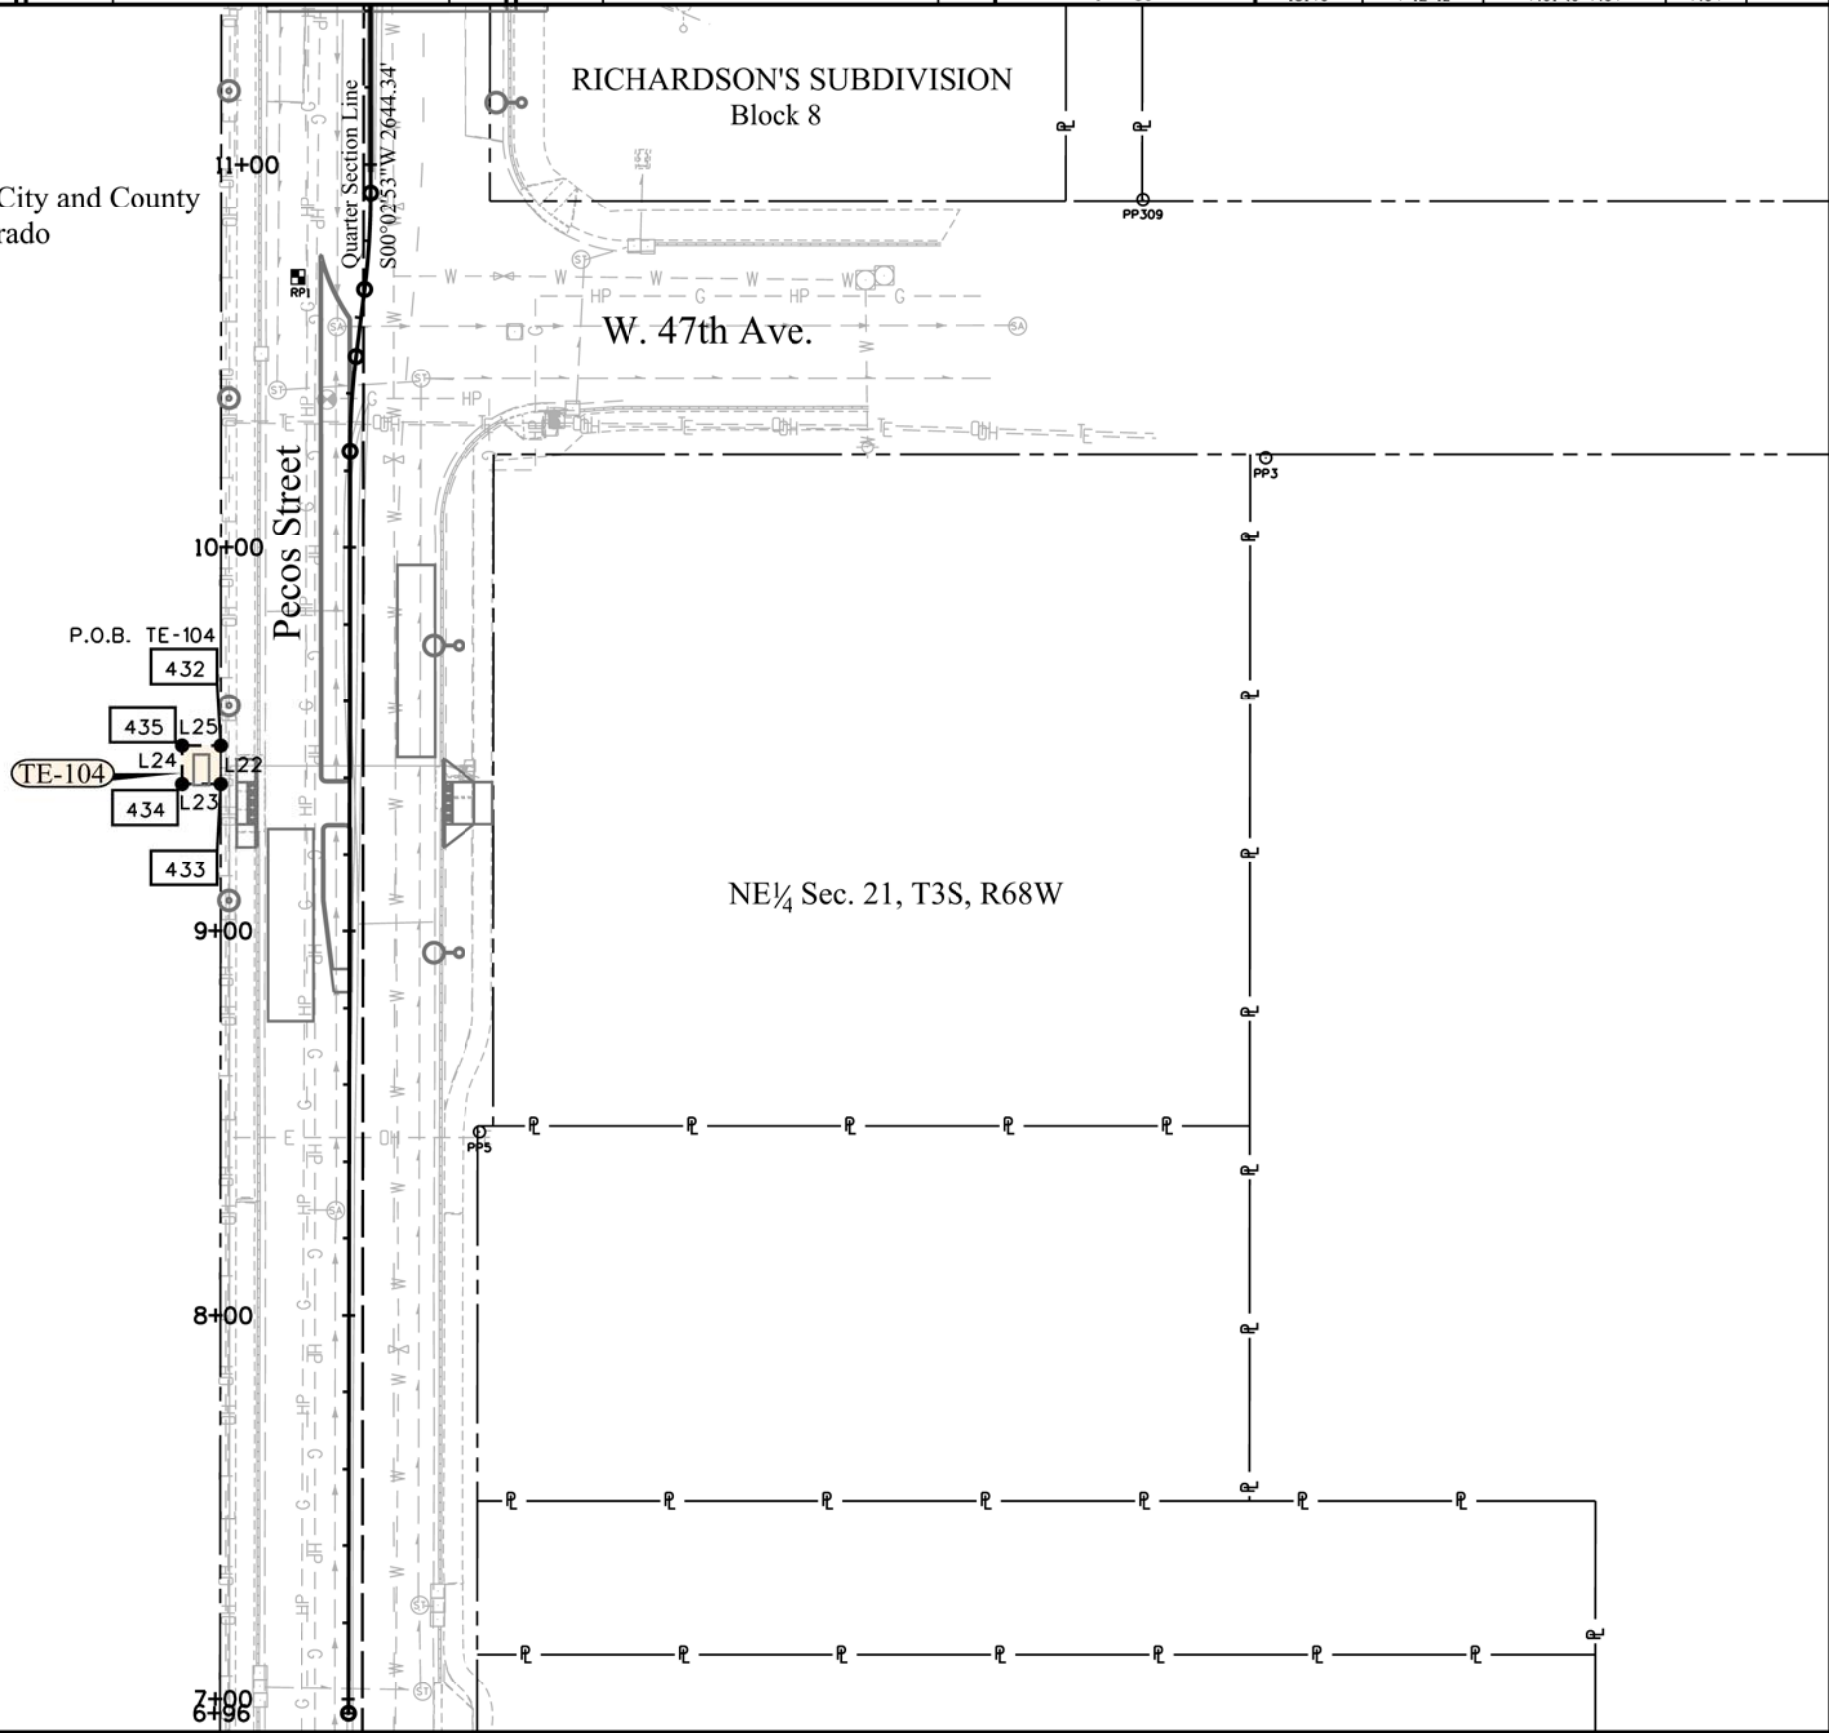 RICHARDSON'S SUBDIVISION
Block 8
Quarter Section Line
S00°02'53"W 2644.34'
11+00
City and County
rado
PP309
RP1
W. 47th Ave.
Pecos Street
PP3
10+00
P.O.B. TE-104
432
435
L25
L24
L22
TE-104
L23
434
433
NE¼ Sec. 21, T3S, R68W
9+00
PP5
8+00
7+00
6+96